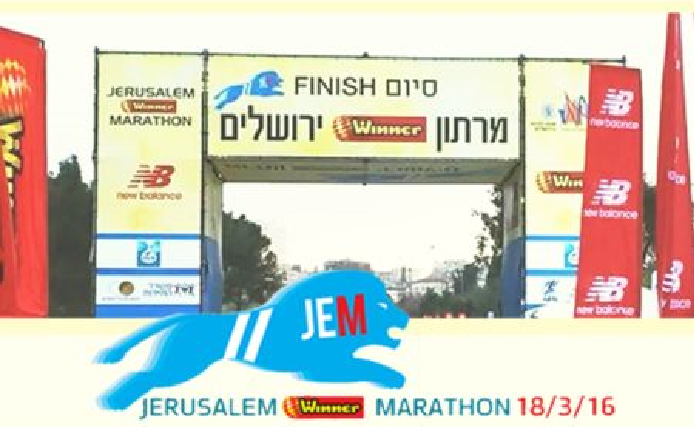 JERUSALEM
Winner
MARATHON
new balance
FINISH סיום
מרתון Winner ירושלים
Winner
new balance
new balance
new balance
JEM
JERUSALEM Winner MARATHON 18/3/16